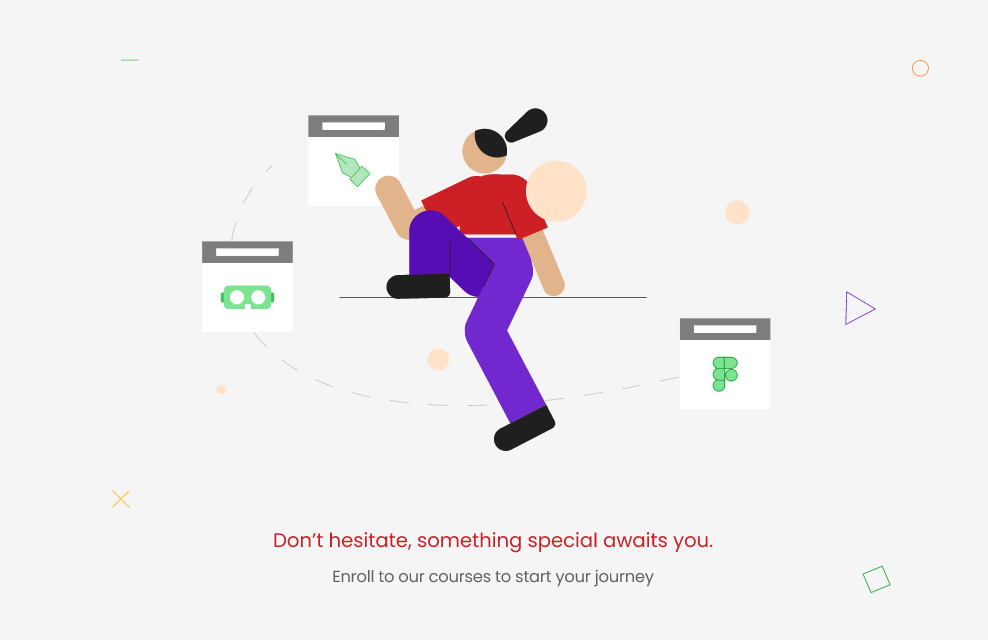 Don’t hesitate, something special awaits you.
Enroll to our courses to start your journey